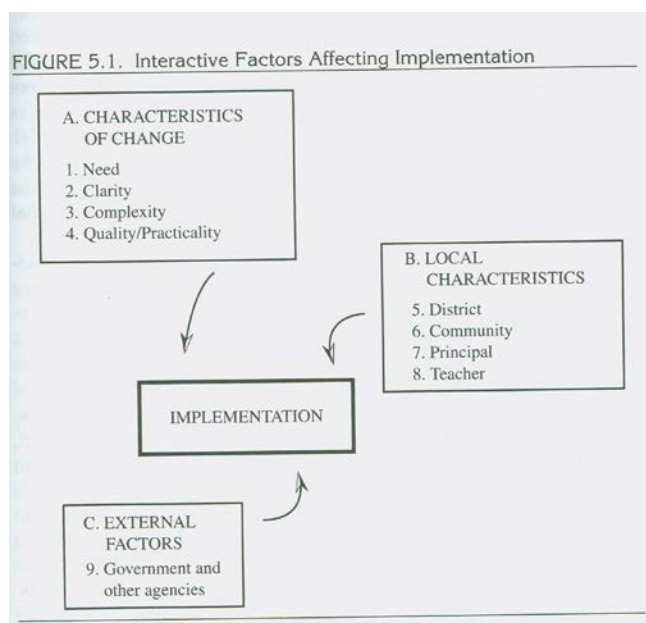 FIGURE 5.1. Interactive Factors Affecting Implementation
A. CHARACTERISTICS
OF CHANGE
1. Need
2. Clarity
3. Complexity
4. Quality/Practicality
B. LOCAL
CHARACTERISTICS
5. District
6. Community
7. Principal
8. Teacher
IMPLEMENTATION
C. EXTERNAL
FACTORS
9. Government and
other agencies